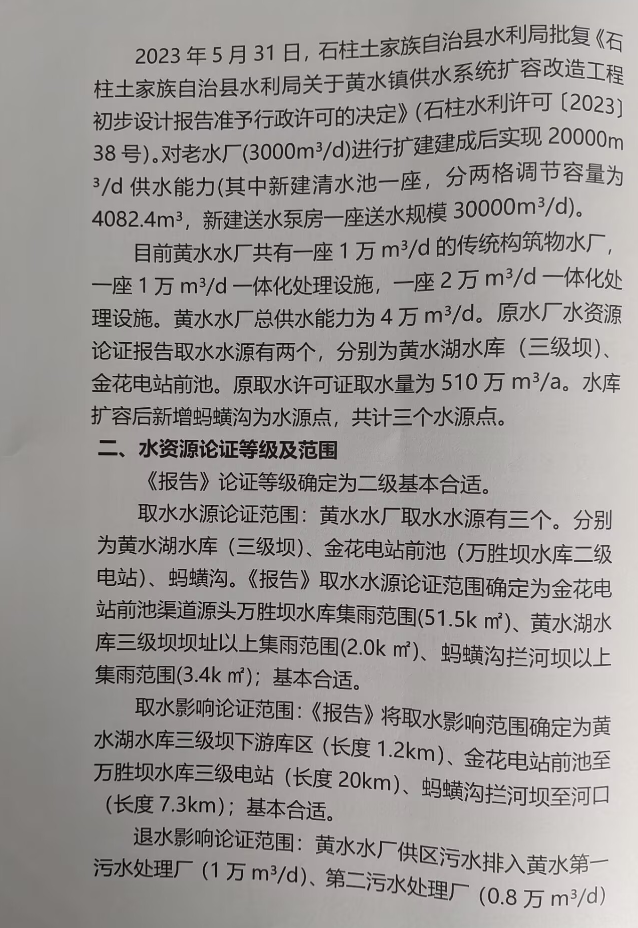 2023 年 5 月 31 日，石柱土家族自治县水利局批复《石
柱土家族自治县水利局关于黄水镇供水系统扩容改造工程
初步设计报告准予行政许可的决定》（石柱水利许可〔2023〕
38 号）。对老水厂(3000m³/d)进行扩建建成后实现 20000m
³/d 供水能力(其中新建清水池一座，分两格调节容量为
4082.4m³，新建送水泵房一座送水规模 30000m³/d)。
目前黄水水厂共有一座 1 万 m³/d 的传统构筑物水厂，
一座 1 万 m³/d 一体化处理设施，一座 2 万 m³/d 一体化处
理设施。黄水水厂总供水能力为 4 万 m³/d。原水厂水资源
论证报告取水水源有两个，分别为黄水湖水库（三级坝）、
金花电站前池。原取水许可证取水量为 510 万 m³/a。水库
扩容后新增蚂蟥沟为水源点，共计三个水源点。
二、水资源论证等级及范围
《报告》论证等级确定为二级基本合适。
取水水源论证范围：黄水水厂取水水源有三个。分别
为黄水湖水库（三级坝）、金花电站前池（万胜坝水库二级
电站）、蚂蟥沟。《报告》取水水源论证范围确定为金花电
站前池渠道源头万胜坝水库集雨范围(51.5k ㎡)、黄水湖水
库三级坝坝址以上集雨范围(2.0k ㎡)、蚂蟥沟拦河坝以上
集雨范围(3.4k ㎡)；基本合适。
取水影响论证范围：《报告》将取水影响范围确定为黄
水湖水库三级坝下游库区（长度 1.2km）、金花电站前池至
万胜坝水库三级电站（长度 20km）、蚂蟥沟拦河坝至河口
（长度 7.3km）；基本合适。
退水影响论证范围：黄水水厂供区污水排入黄水第一
污水处理厂（1 万 m³/d）、第二污水处理厂（0.8 万 m³/d）